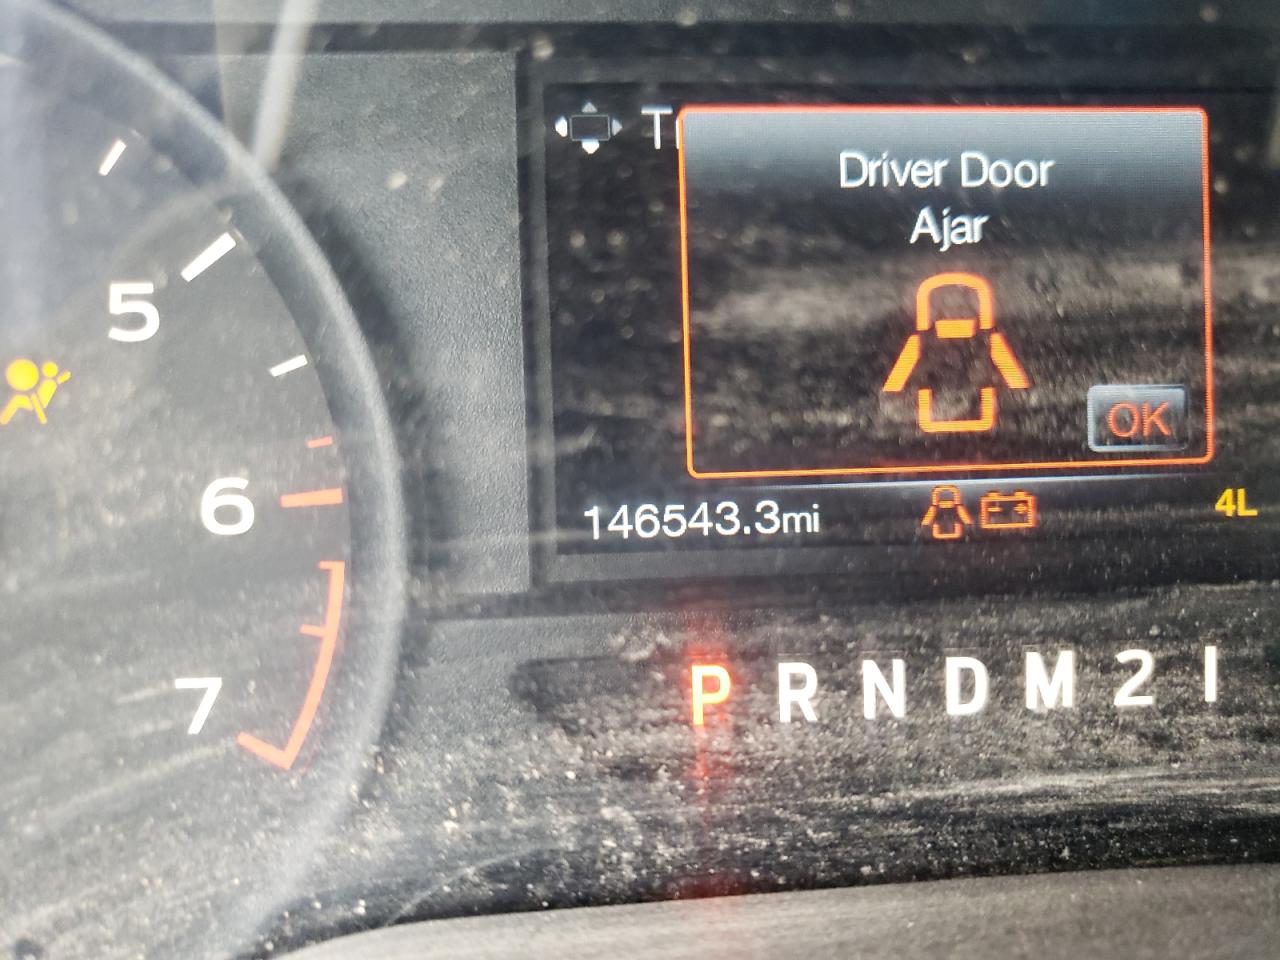 Driver Door
Ajar
OK
146543.3mi
4L
5
6
7
P R N D M 2 1